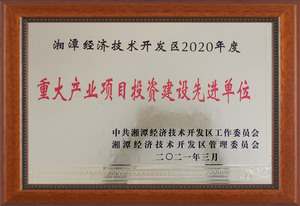 湘潭经济技术开发区2020年度
重大产业项目投资建设先进单位
中共湘潭经济技术开发区工作委员会
湘潭经济技术开发区管理委员会
二〇二一年三月